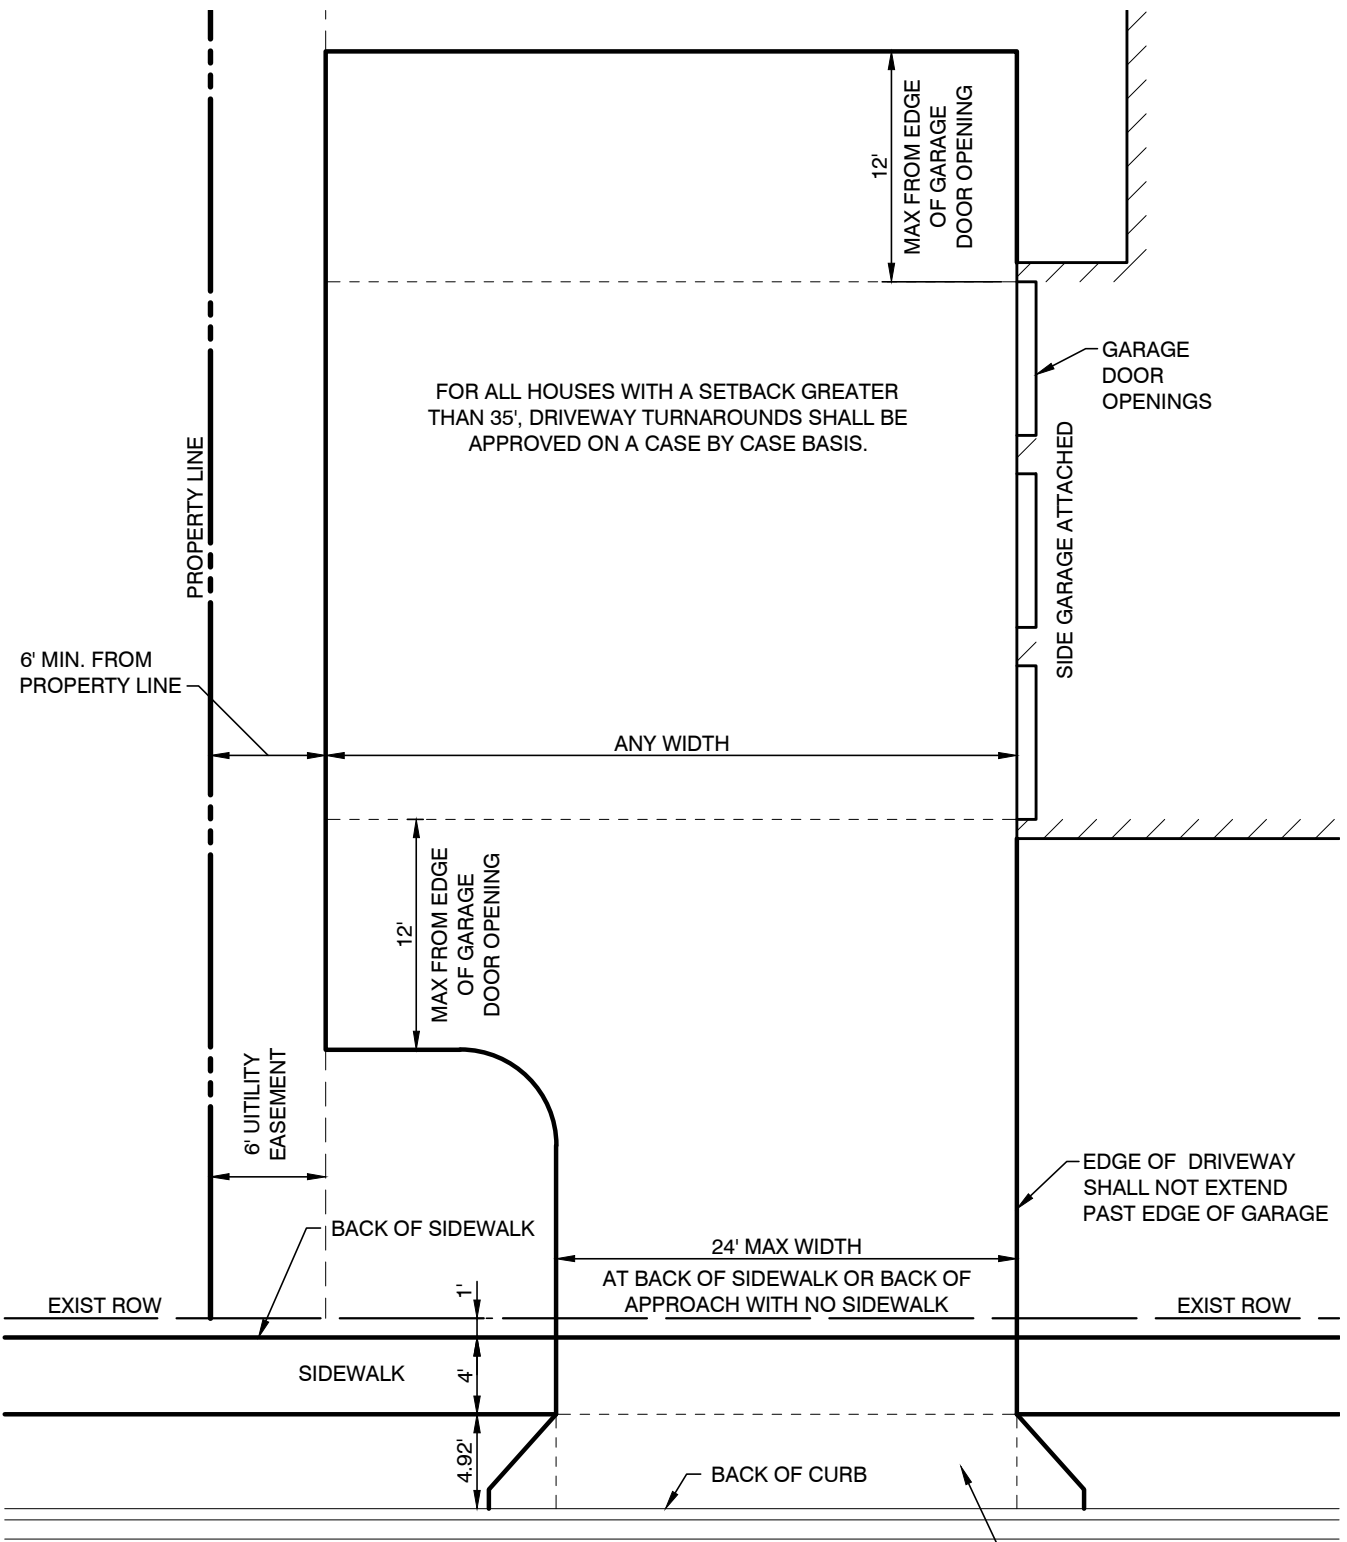 12'
MAX FROM EDGE
OF GARAGE
DOOR OPENING
GARAGE
DOOR
OPENINGS
FOR ALL HOUSES WITH A SETBACK GREATER
THAN 35', DRIVEWAY TURNAROUNDS SHALL BE
APPROVED ON A CASE BY CASE BASIS.
PROPERTY LINE
SIDE GARAGE ATTACHED
6' MIN. FROM
PROPERTY LINE
ANY WIDTH
12'
MAX FROM EDGE
OF GARAGE
DOOR OPENING
6' UITILITY
EASEMENT
EDGE OF DRIVEWAY
SHALL NOT EXTEND
PAST EDGE OF GARAGE
BACK OF SIDEWALK
24' MAX WIDTH
AT BACK OF SIDEWALK OR BACK OF
APPROACH WITH NO SIDEWALK
1'
EXIST ROW
EXIST ROW
SIDEWALK
4'
4.92'
BACK OF CURB